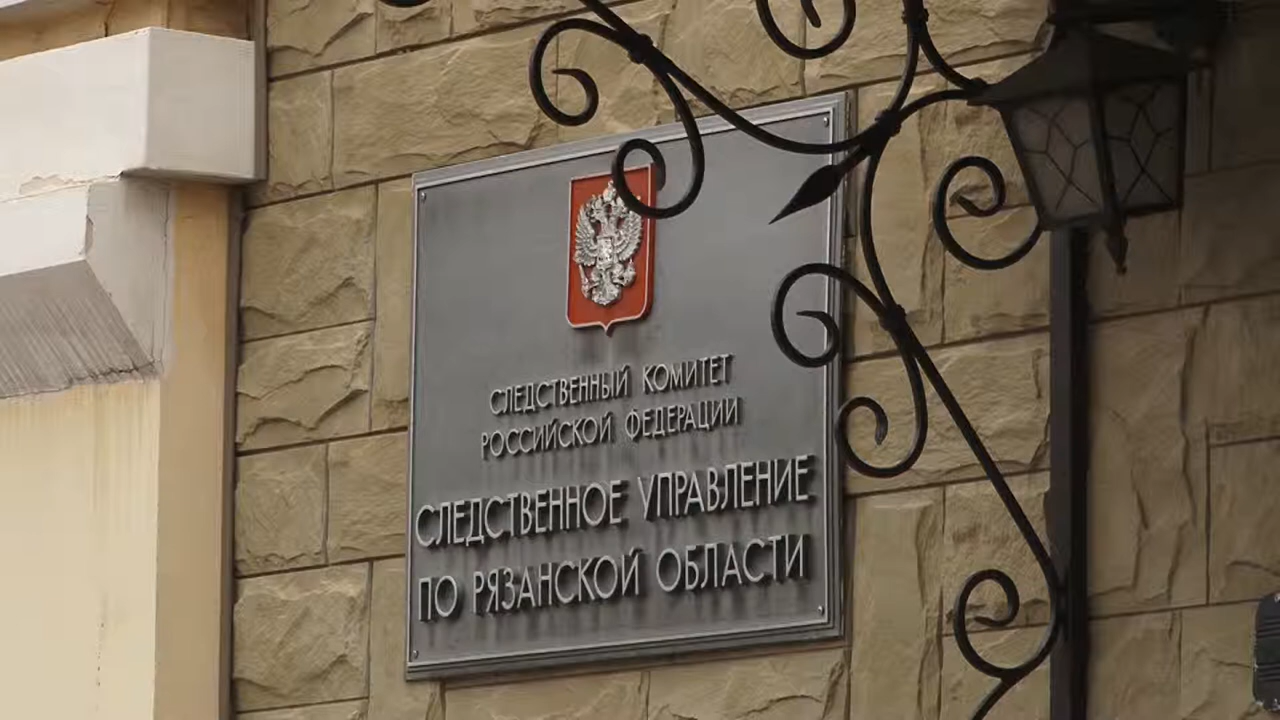 СЛЕДСТВЕННЫЙ КОМИТЕТ
РОССИЙСКОЙ ФЕДЕРАЦИИ
СЛЕДСТВЕННОЕ УПРАВЛЕНИЕ
ПО РЯЗАНСКОЙ ОБЛАСТИ